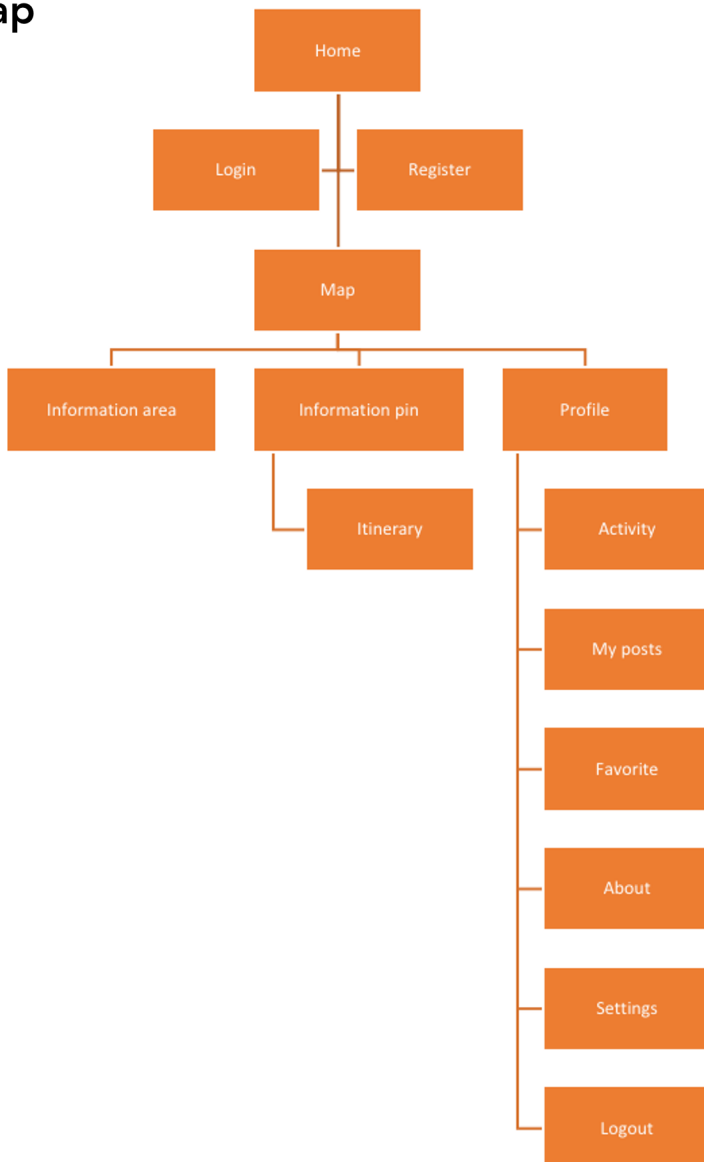 ap
Home
Login
Register
Map
Information area
Information pin
Profile
Itinerary
Activity
My posts
Favorite
About
Settings
Logout